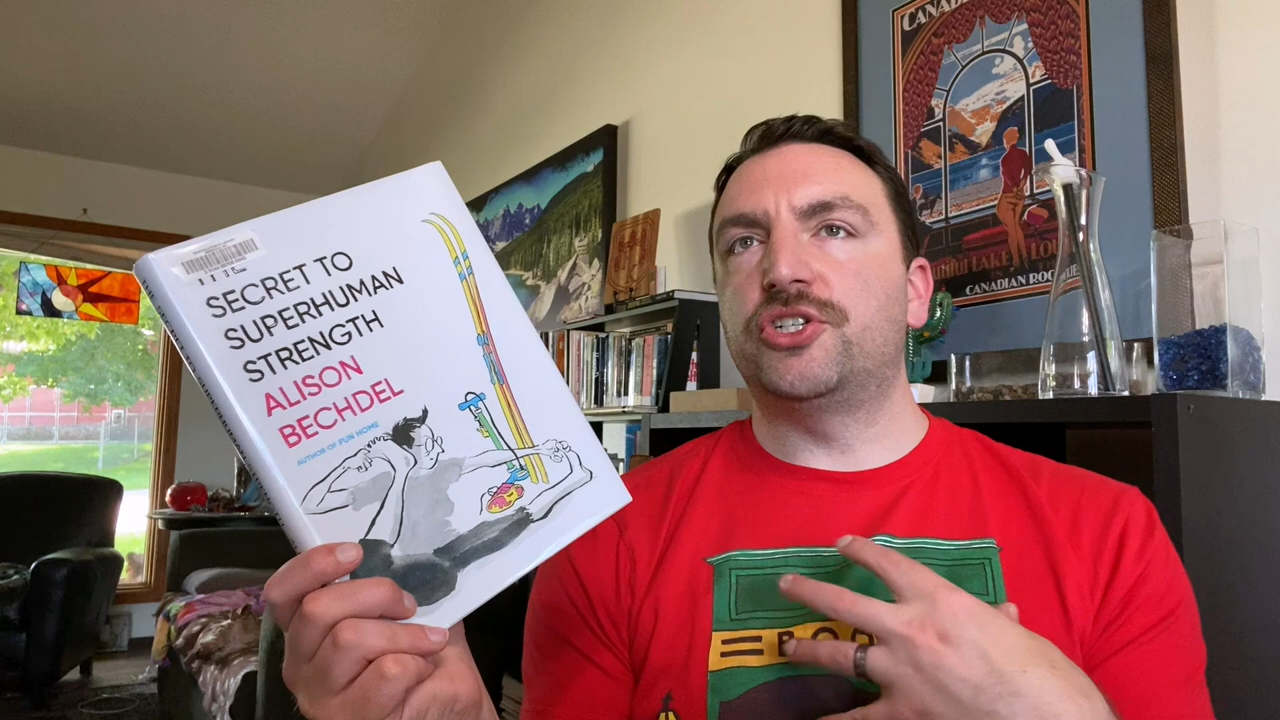 SECRET TO
SUPERHUMAN
STRENGTH
ALISON
BECHDEL
AUTHOR OF FUN HOME
CANADIAN ROCKIES